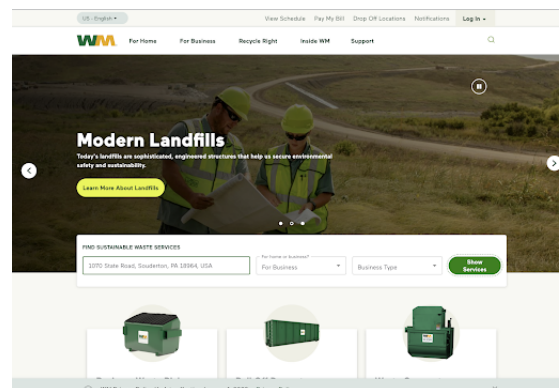 US - English
View Schedule Pay My Bill Drop Off Locations Notifications Log In
WM For Home For Business Recycle Right Inside WM Support
Modern Landfills
Today's landfills are sophisticated, engineered structures that help us secure environmental
safety and sustainability.
Learn More About Landfills
FIND SUSTAINABLE WASTE SERVICES
For home or business?
1070 State Road, Souderton, PR 18964, USA
For Business
Business Type
Show
Services